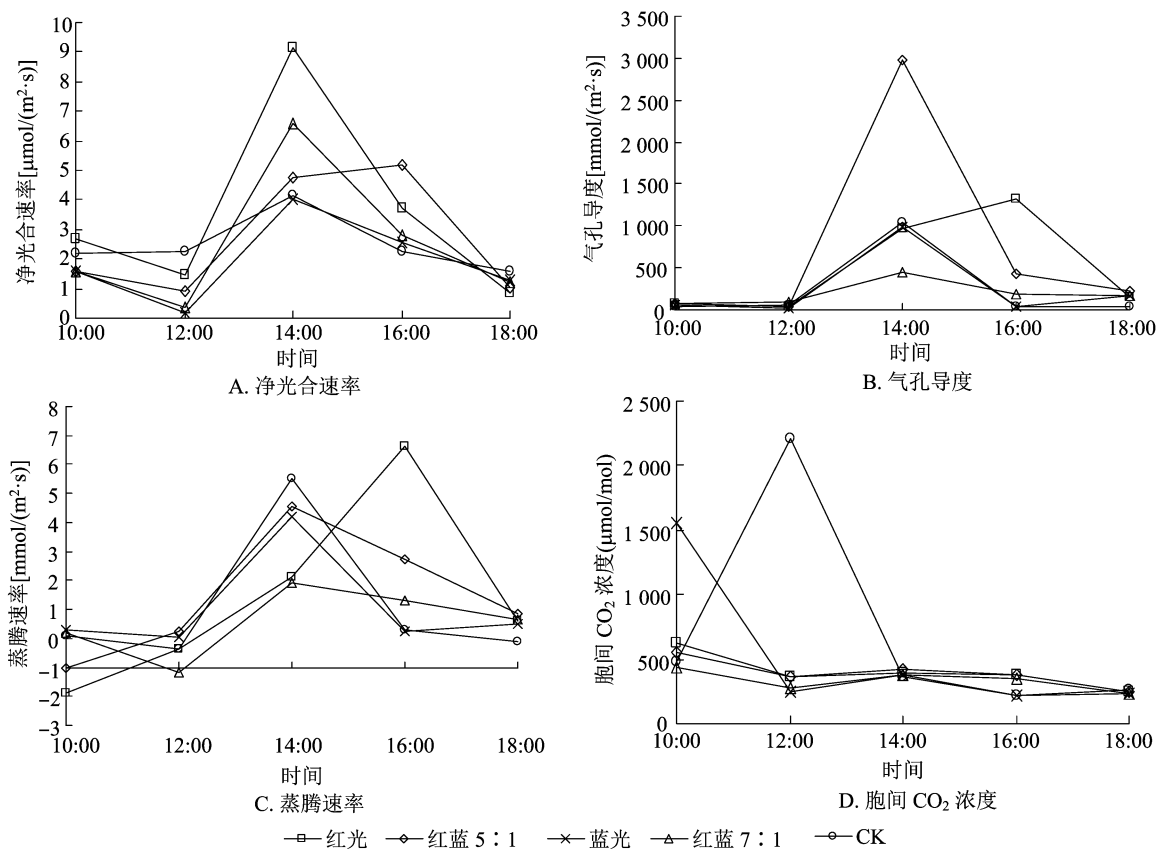 净光合速率[μmol/(m²·s)]
10
9
8
7
6
5
4
3
2
1
0
10:00 12:00 14:00 16:00 18:00
时间
A. 净光合速率
气孔导度[mmol/(m²·s)]
3 500
3 000
2 500
2 000
1 500
1 000
500
0
10:00 12:00 14:00 16:00 18:00
时间
B. 气孔导度
蒸腾速率[mmol/(m²·s)]
8
7
6
5
4
3
2
1
0
−1
−2
−3
10:00 12:00 14:00 16:00 18:00
时间
C. 蒸腾速率
胞间 CO₂ 浓度(μmol/mol)
2 500
2 000
1 500
1 000
500
0
10:00 12:00 14:00 16:00 18:00
时间
D. 胞间 CO₂ 浓度
红光 红蓝 5∶1 蓝光 红蓝 7∶1 CK